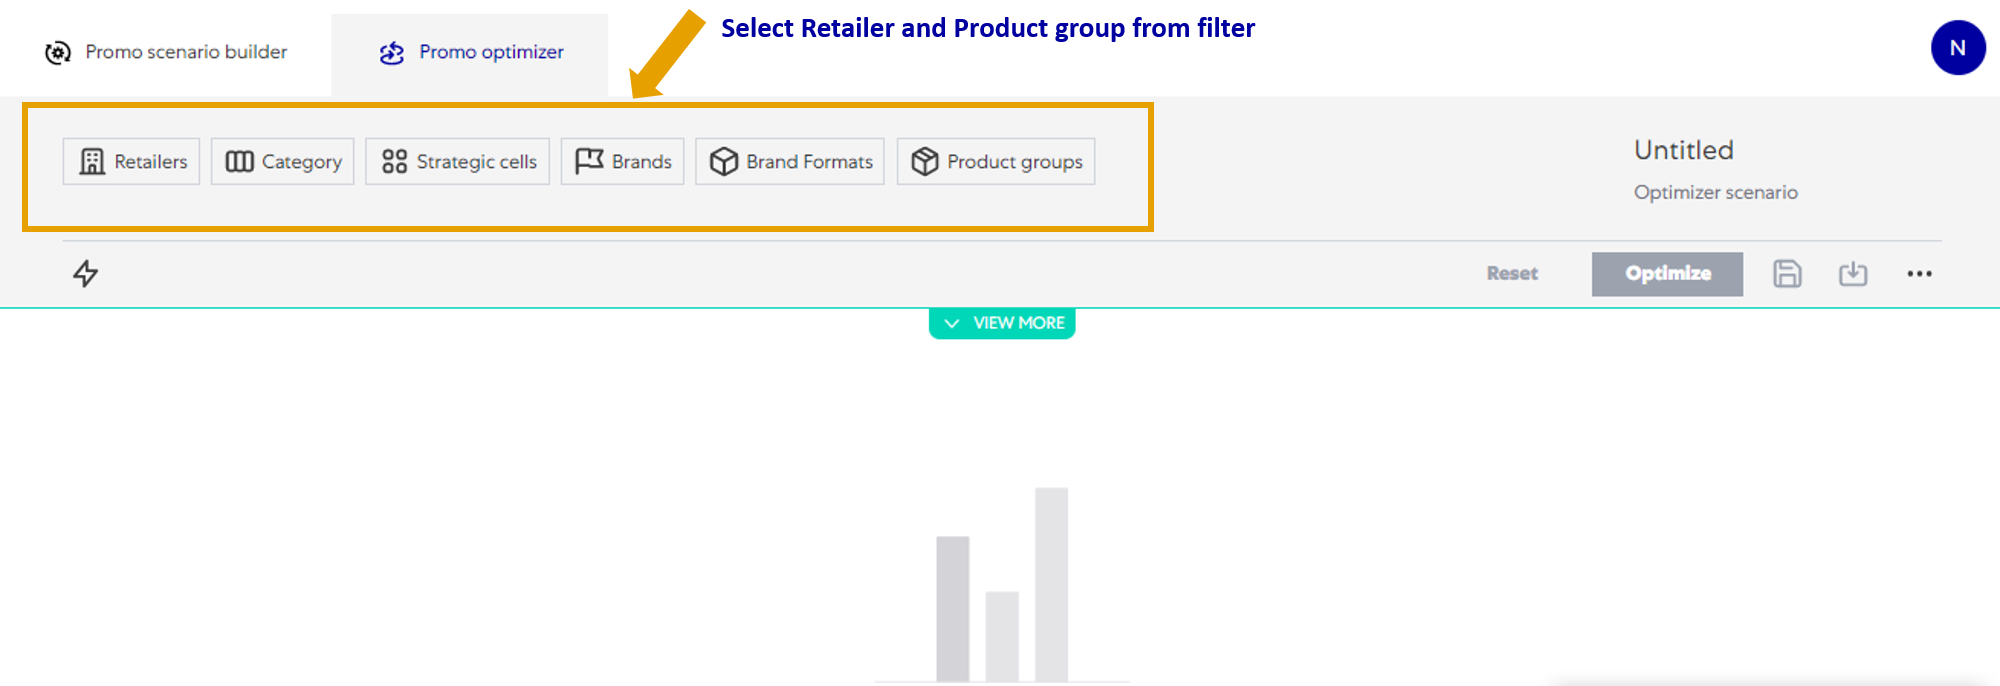 Select Retailer and Product group from filter
Promo scenario builder
Promo optimizer
N
Retailers
Category
Strategic cells
Brands
Brand Formats
Product groups
Untitled
Optimizer scenario
Reset
Optimize
VIEW MORE